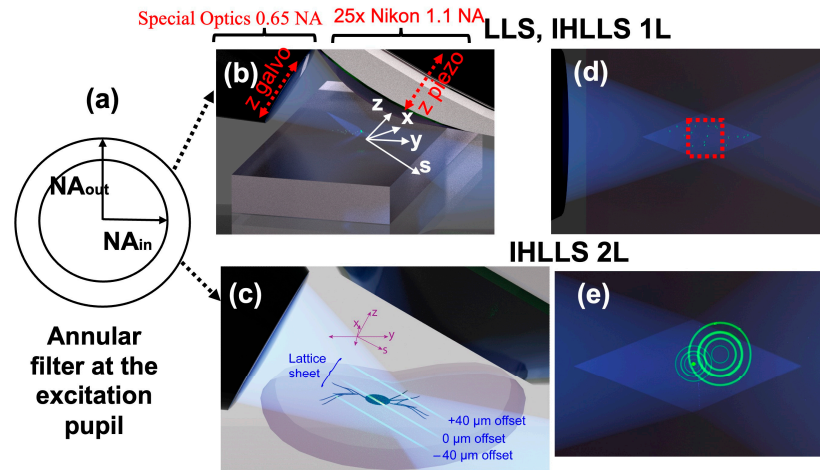 Special Optics 0.65 NA
25x Nikon 1.1 NA
LLS, IHLLS 1L
(a)
NAout
NAin
Annular
filter at the
excitation
pupil
(b)
z galvo
z piezo
z
x
y
s
(d)
IHLLS 2L
(c)
z
x
y
s
Lattice
sheet
+40 µm offset
0 µm offset
−40 µm offset
(e)